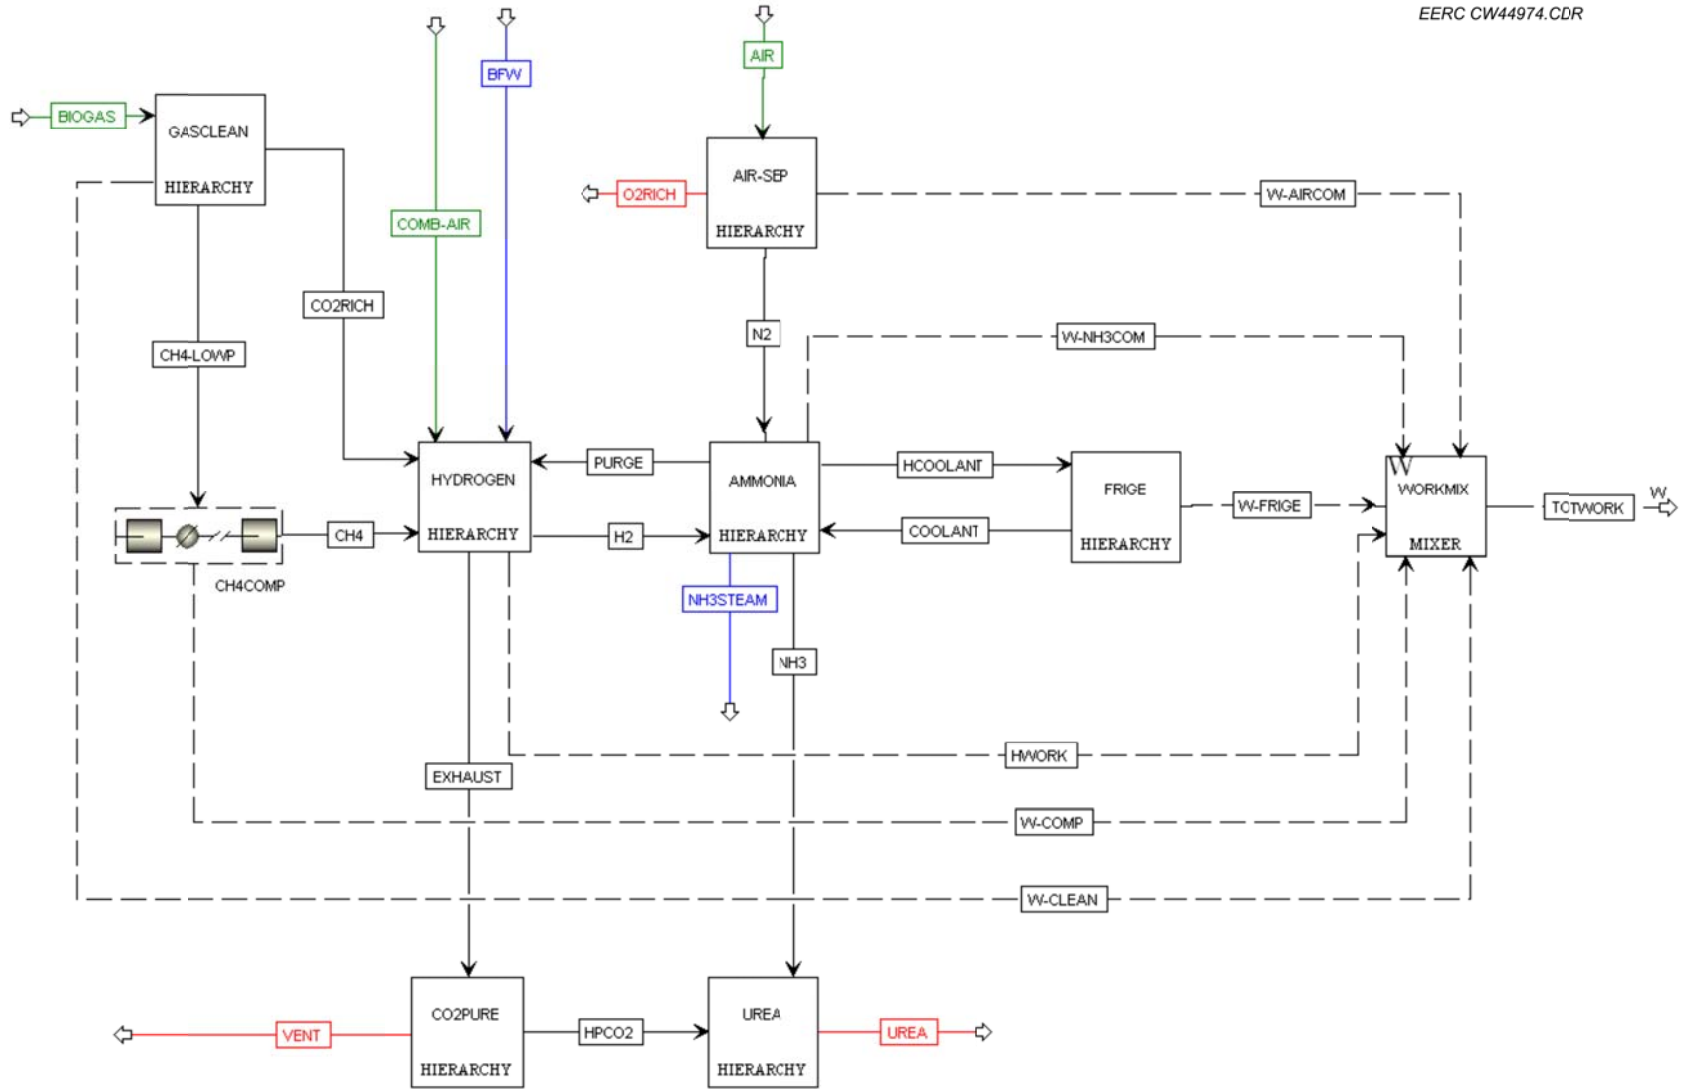 EERC CW44974.CDR
BFW
AIR
BIOGAS
GASCLEAN
HIERARCHY
AIR-SEP
HIERARCHY
O2RICH
W-AIRCOM
COMB-AIR
CO2RICH
N2
W-NH3COM
CH4-LOWP
HYDROGEN
HIERARCHY
PURGE
AMMONIA
HIERARCHY
HCOOLANT
FRIGE
HIERARCHY
W
WORKMIX
MIXER
W-FRIGE
TOTWORK
W
CH4
H2
COOLANT
CH4COMP
NH3STEAM
NH3
HWORK
EXHAUST
W-COMP
W-CLEAN
CO2PURE
HIERARCHY
UREA
HIERARCHY
VENT
HPCO2
UREA